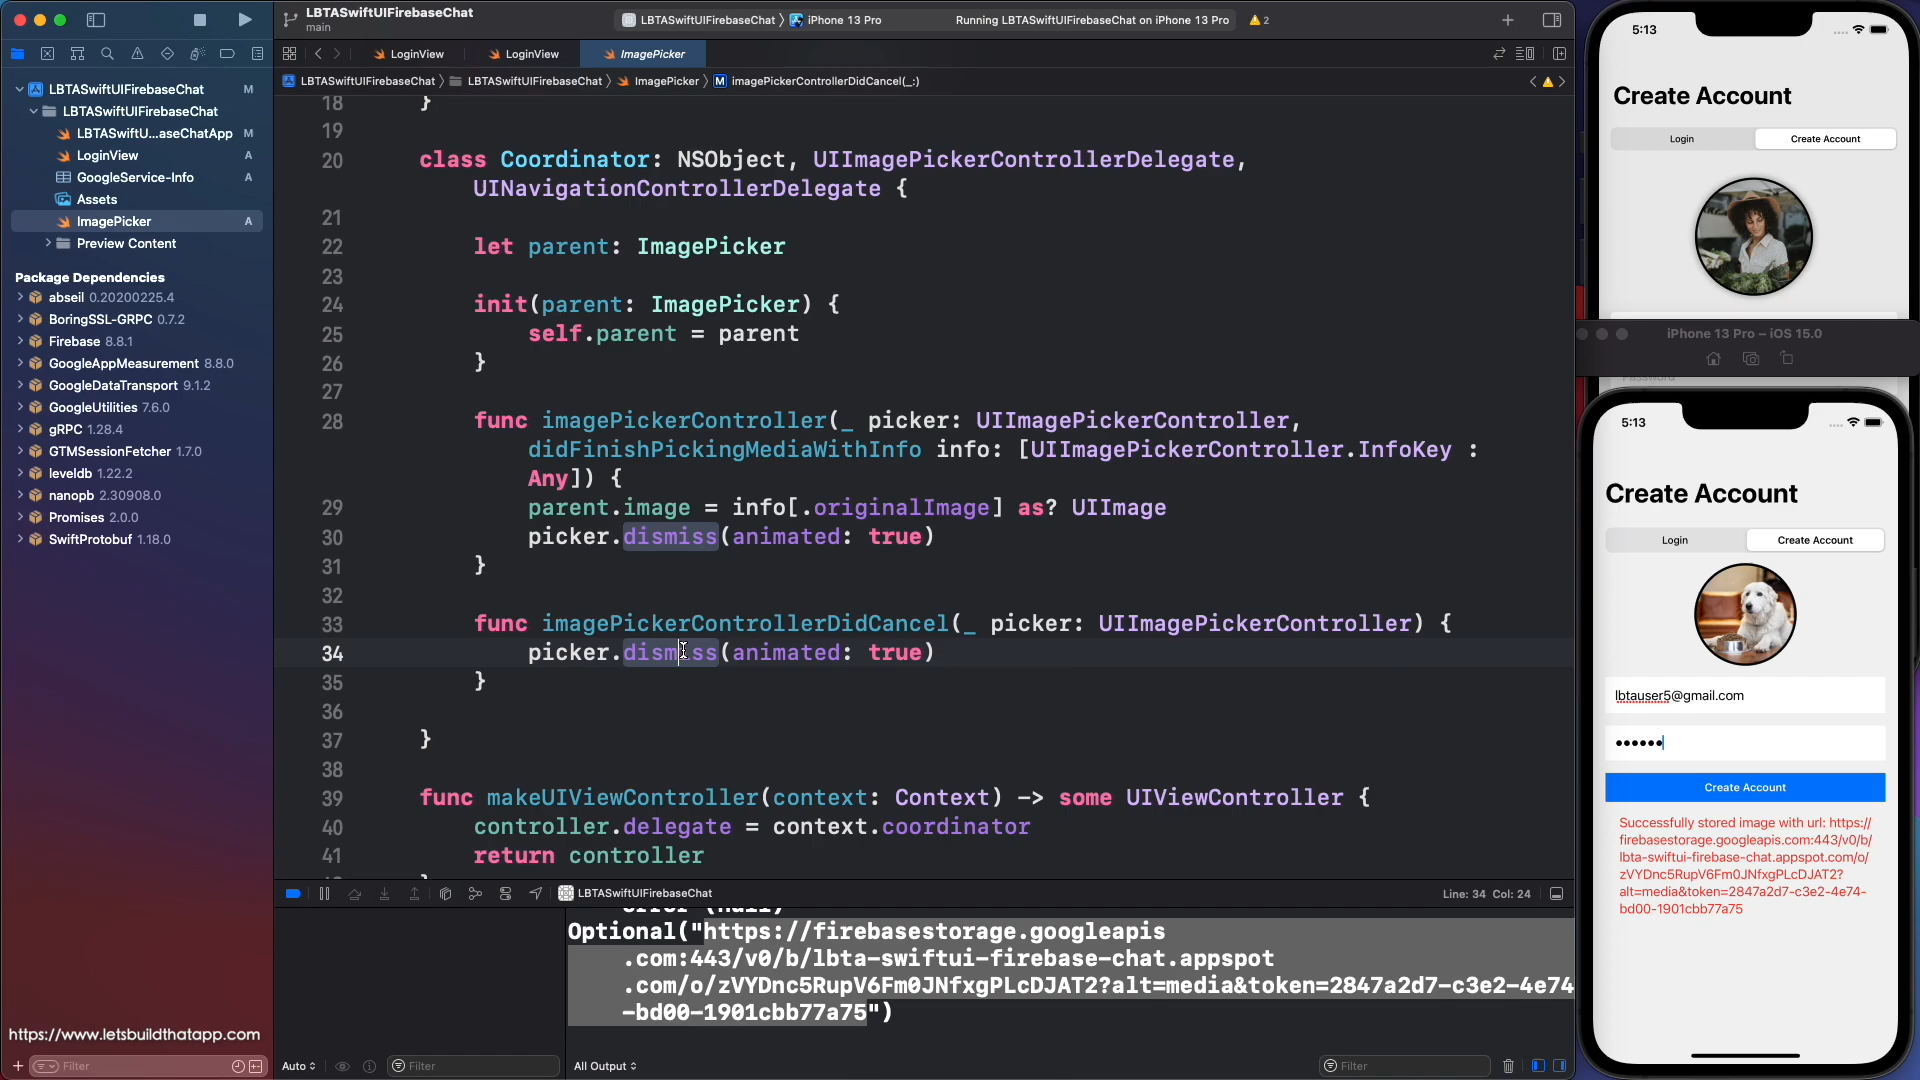 LBTASwiftUIFirebaseChat
main
LBTASwiftUIFirebaseChat
iPhone 13 Pro
Running LBTASwiftUIFirebaseChat on iPhone 13 Pro
2
LoginView
LoginView
ImagePicker
LBTASwiftUIFirebaseChat
LBTASwiftUIFirebaseChat
ImagePicker
M
imagePickerControllerDidCancel(_:)
LBTASwiftUIFirebaseChat M
LBTASwiftUIFirebaseChat
LBTASwiftU...aseChatApp M
LoginView A
GoogleService-Info A
Assets
ImagePicker A
Preview Content
Package Dependencies
abseil 0.20200225.4
BoringSSL-GRPC 0.7.2
Firebase 8.8.1
GoogleAppMeasurement 8.8.0
GoogleDataTransport 9.1.2
GoogleUtilities 7.6.0
gRPC 1.28.4
GTMSessionFetcher 1.7.0
leveldb 1.22.2
nanopb 2.30908.0
Promises 2.0.0
SwiftProtobuf 1.18.0
https://www.letsbuildthatapp.com
Filter
18 }
19
20 class Coordinator: NSObject, UIImagePickerControllerDelegate,
UINavigationControllerDelegate {
21
22 let parent: ImagePicker
23
24 init(parent: ImagePicker) {
25 self.parent = parent
26 }
27
28 func imagePickerController(_ picker: UIImagePickerController,
didFinishPickingMediaWithInfo info: [UIImagePickerController.InfoKey :
Any]) {
29 parent.image = info[.originalImage] as? UIImage
30 picker.dismiss(animated: true)
31 }
32
33 func imagePickerControllerDidCancel(_ picker: UIImagePickerController) {
34 picker.dismiss(animated: true)
35 }
36
37 }
38
39 func makeUIViewController(context: Context) -> some UIViewController {
40 controller.delegate = context.coordinator
41 return controller
LBTASwiftUIFirebaseChat
Line: 34 Col: 24
error (null)
Optional("https://firebasestorage.googleapis
.com:443/v0/b/lbta-swiftui-firebase-chat.appspot
.com/o/zVYDnc5RupV6Fm0JNfxgPLcDJAT2?alt=media&token=2847a2d7-c3e2-4e74
-bd00-1901cbb77a75")
Auto
Filter
All Output
Filter
5:13
Create Account
Login
Create Account
iPhone 13 Pro – iOS 15.0
Password
5:13
Create Account
Login
Create Account
lbtauser5@gmail.com
••••••
Create Account
Successfully stored image with url: https://
firebasestorage.googleapis.com:443/v0/b/
lbta-swiftui-firebase-chat.appspot.com/o/
zVYDnc5RupV6Fm0JNfxgPLcDJAT2?
alt=media&token=2847a2d7-c3e2-4e74-
bd00-1901cbb77a75